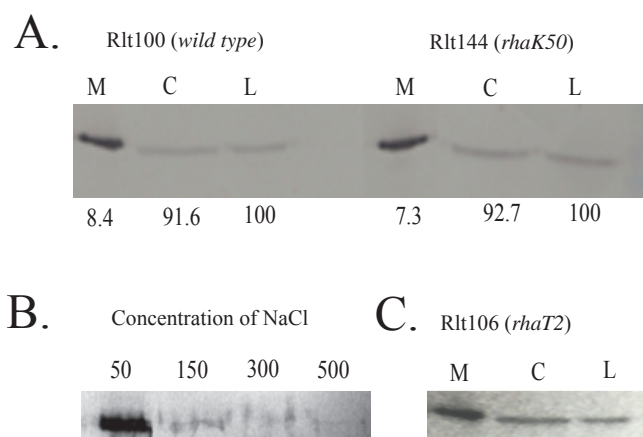 A.
Rlt100 (wild type)
Rlt144 (rhaK50)
M C L
M C L
8.4 91.6 100
7.3 92.7 100
B.
Concentration of NaCl
50 150 300 500
C.
Rlt106 (rhaT2)
M C L